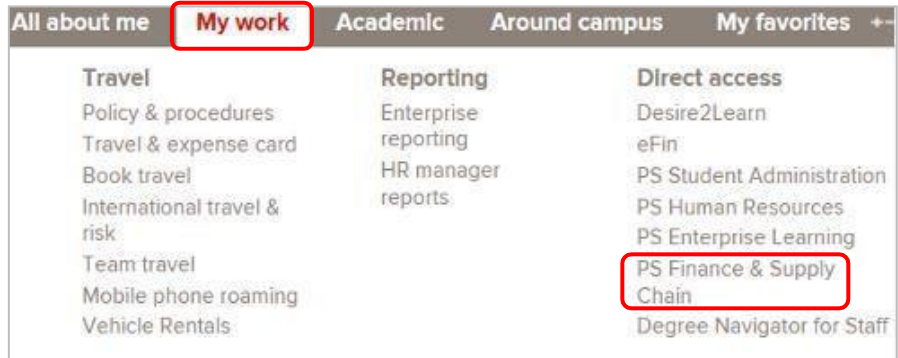 All about me My work Academic Around campus My favorites +-
Travel
Policy & procedures
Travel & expense card
Book travel
International travel &
risk
Team travel
Mobile phone roaming
Vehicle Rentals
Reporting
Enterprise
reporting
HR manager
reports
Direct access
Desire2Learn
eFin
PS Student Administration
PS Human Resources
PS Enterprise Learning
PS Finance & Supply
Chain
Degree Navigator for Staff